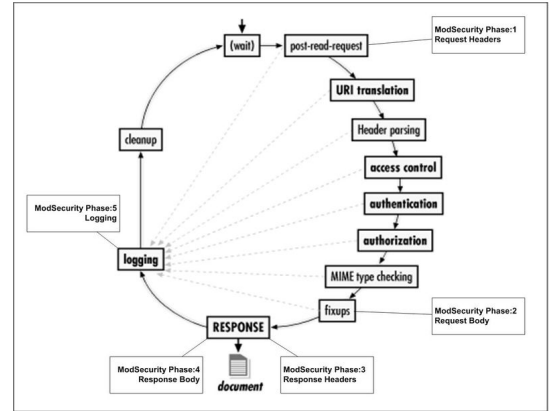 (wait)
post-read-request
ModSecurity Phase:1
Request Headers
URI translation
Header parsing
access control
authentication
authorization
MIME type checking
fixups
ModSecurity Phase:2
Request Body
RESPONSE
ModSecurity Phase:3
Response Headers
ModSecurity Phase:4
Response Body
document
logging
ModSecurity Phase:5
Logging
cleanup